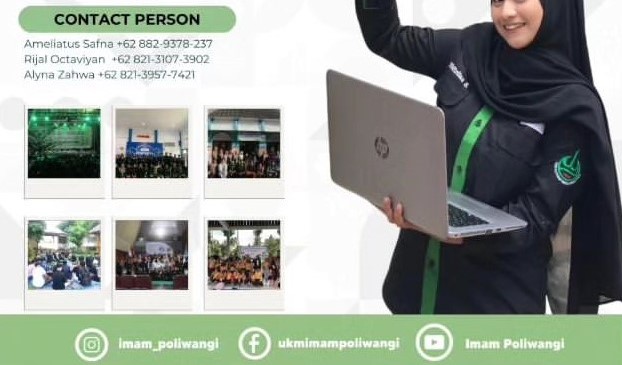 CONTACT PERSON
Ameliatus Safna +62 882-9378-237
Rijal Octaviyan +62 821-3107-3902
Alyna Zahwa +62 821-3957-7421
hp
imam_poliwangi
ukmimampoliwangi
Imam Poliwangi